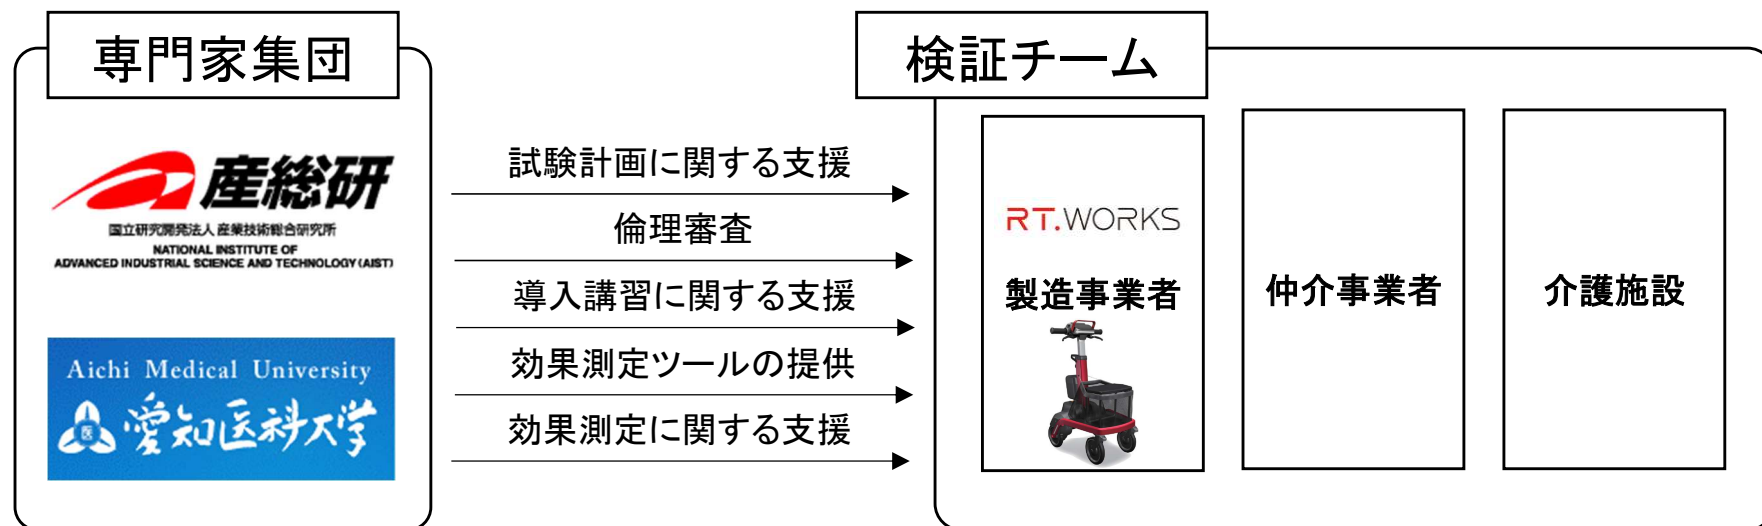 専門家集団
産総研
国立研究開発法人 産業技術総合研究所
NATIONAL INSTITUTE OF
ADVANCED INDUSTRIAL SCIENCE AND TECHNOLOGY (AIST)
Aichi Medical University
医
愛知医科大学
試験計画に関する支援
倫理審査
導入講習に関する支援
効果測定ツールの提供
効果測定に関する支援
検証チーム
RT.WORKS
製造事業者
仲介事業者
介護施設